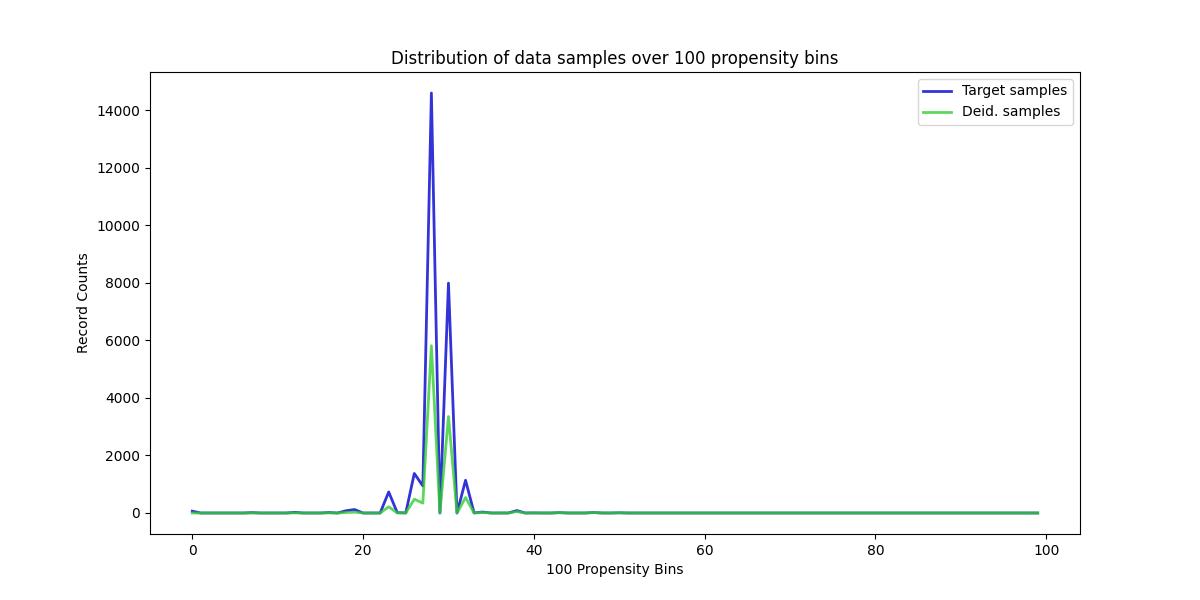 Distribution of data samples over 100 propensity bins
Target samples
Deid. samples
14000
12000
10000
8000
6000
4000
2000
0
Record Counts
0 20 40 60 80 100
100 Propensity Bins